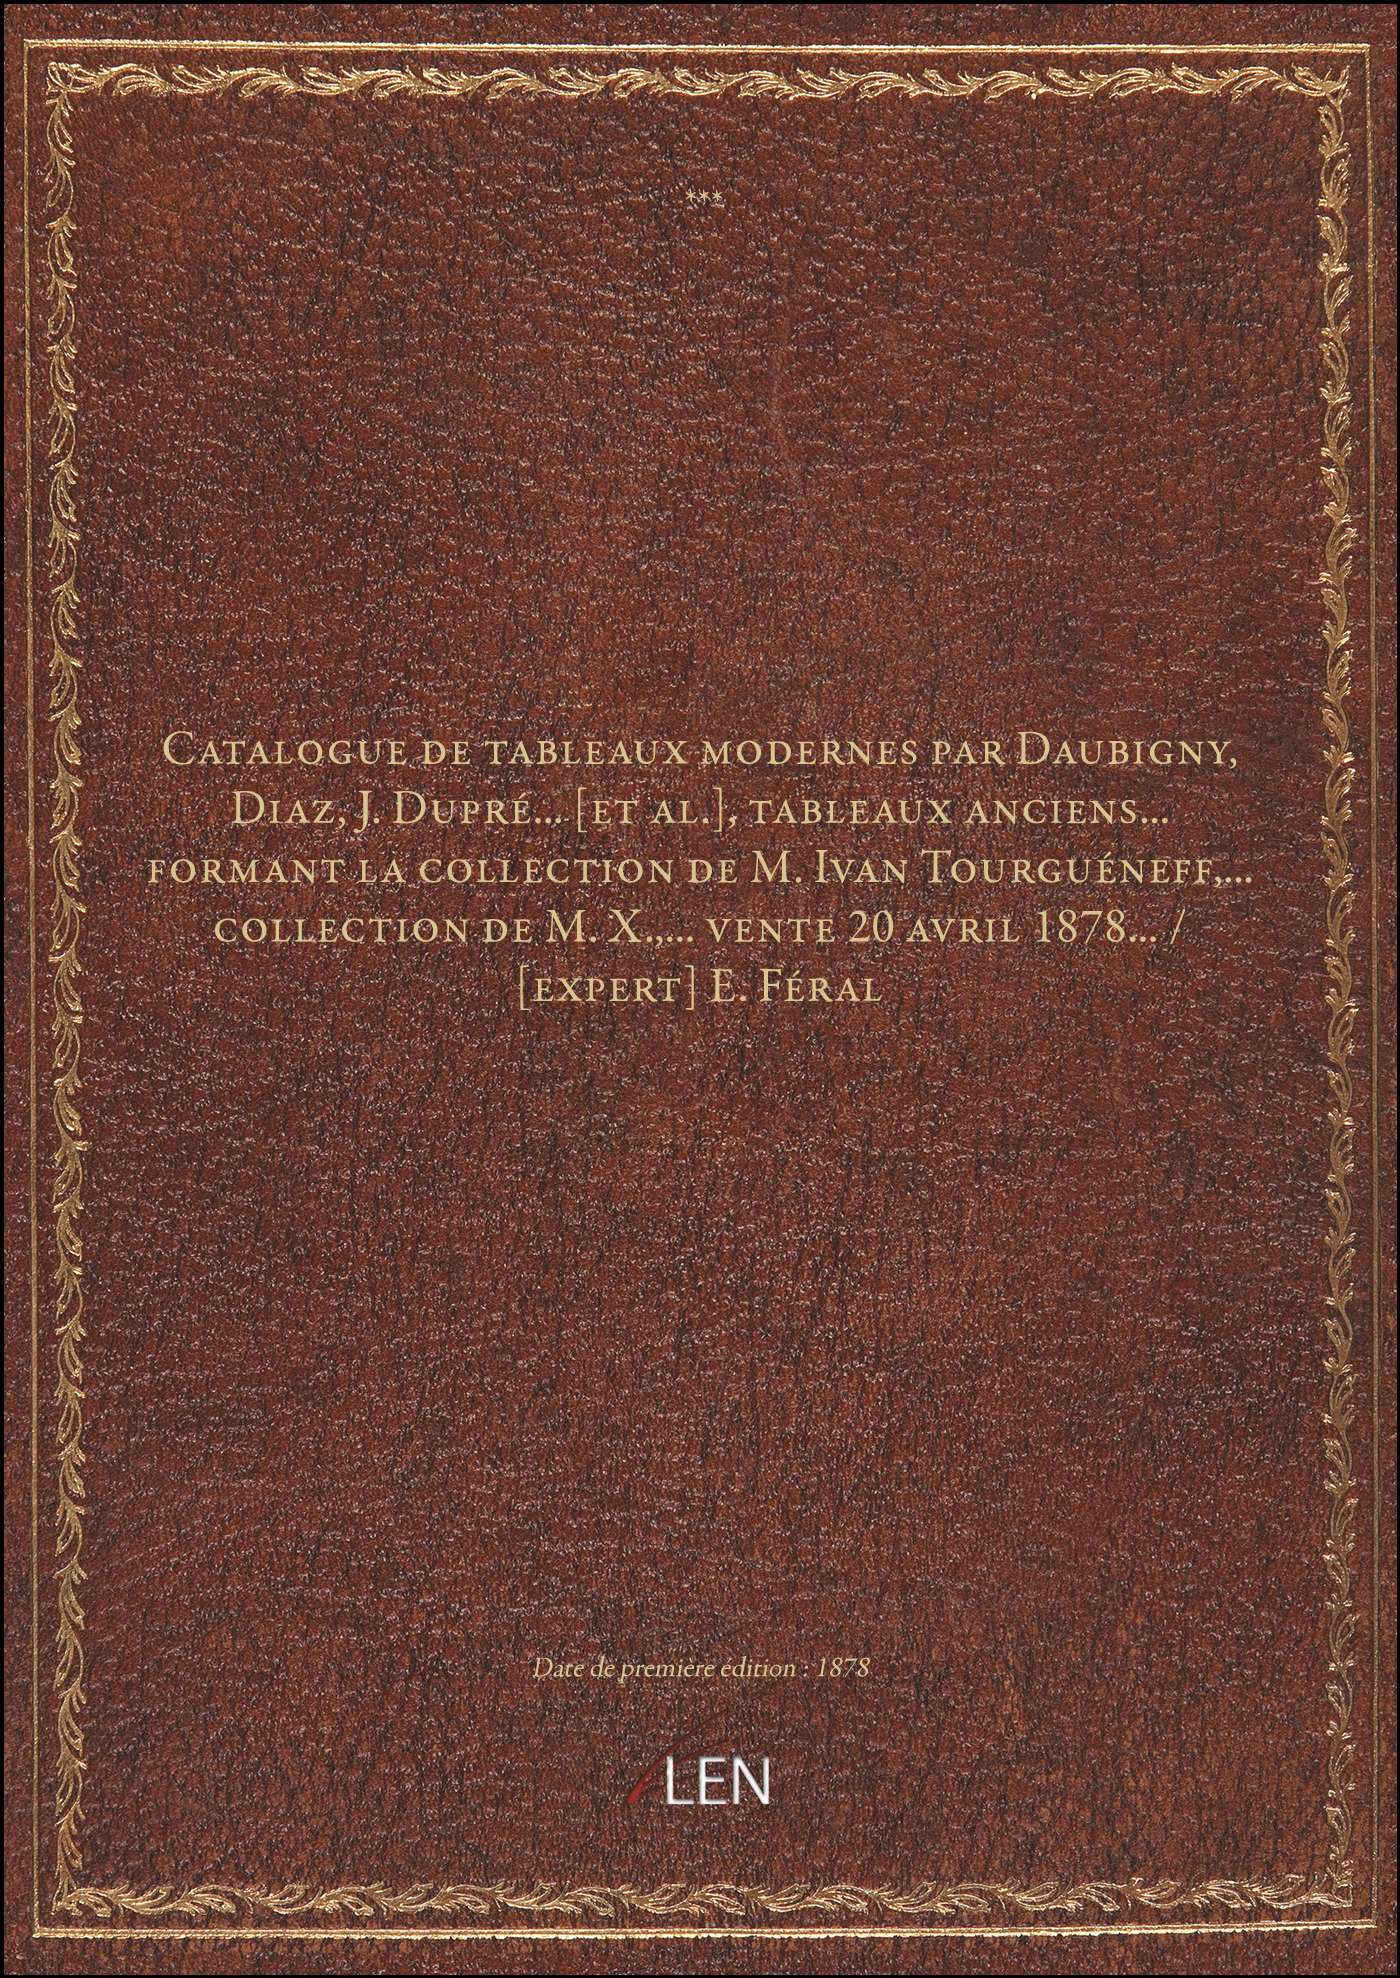 ***
Catalogue de tableaux modernes par Daubigny,
Diaz, J. Dupré... [et al.], tableaux anciens...
formant la collection de M. Ivan Tourguéneff,...
collection de M. X.,... vente 20 avril 1878... /
[expert] E. Féral
Date de première édition : 1878
LEN